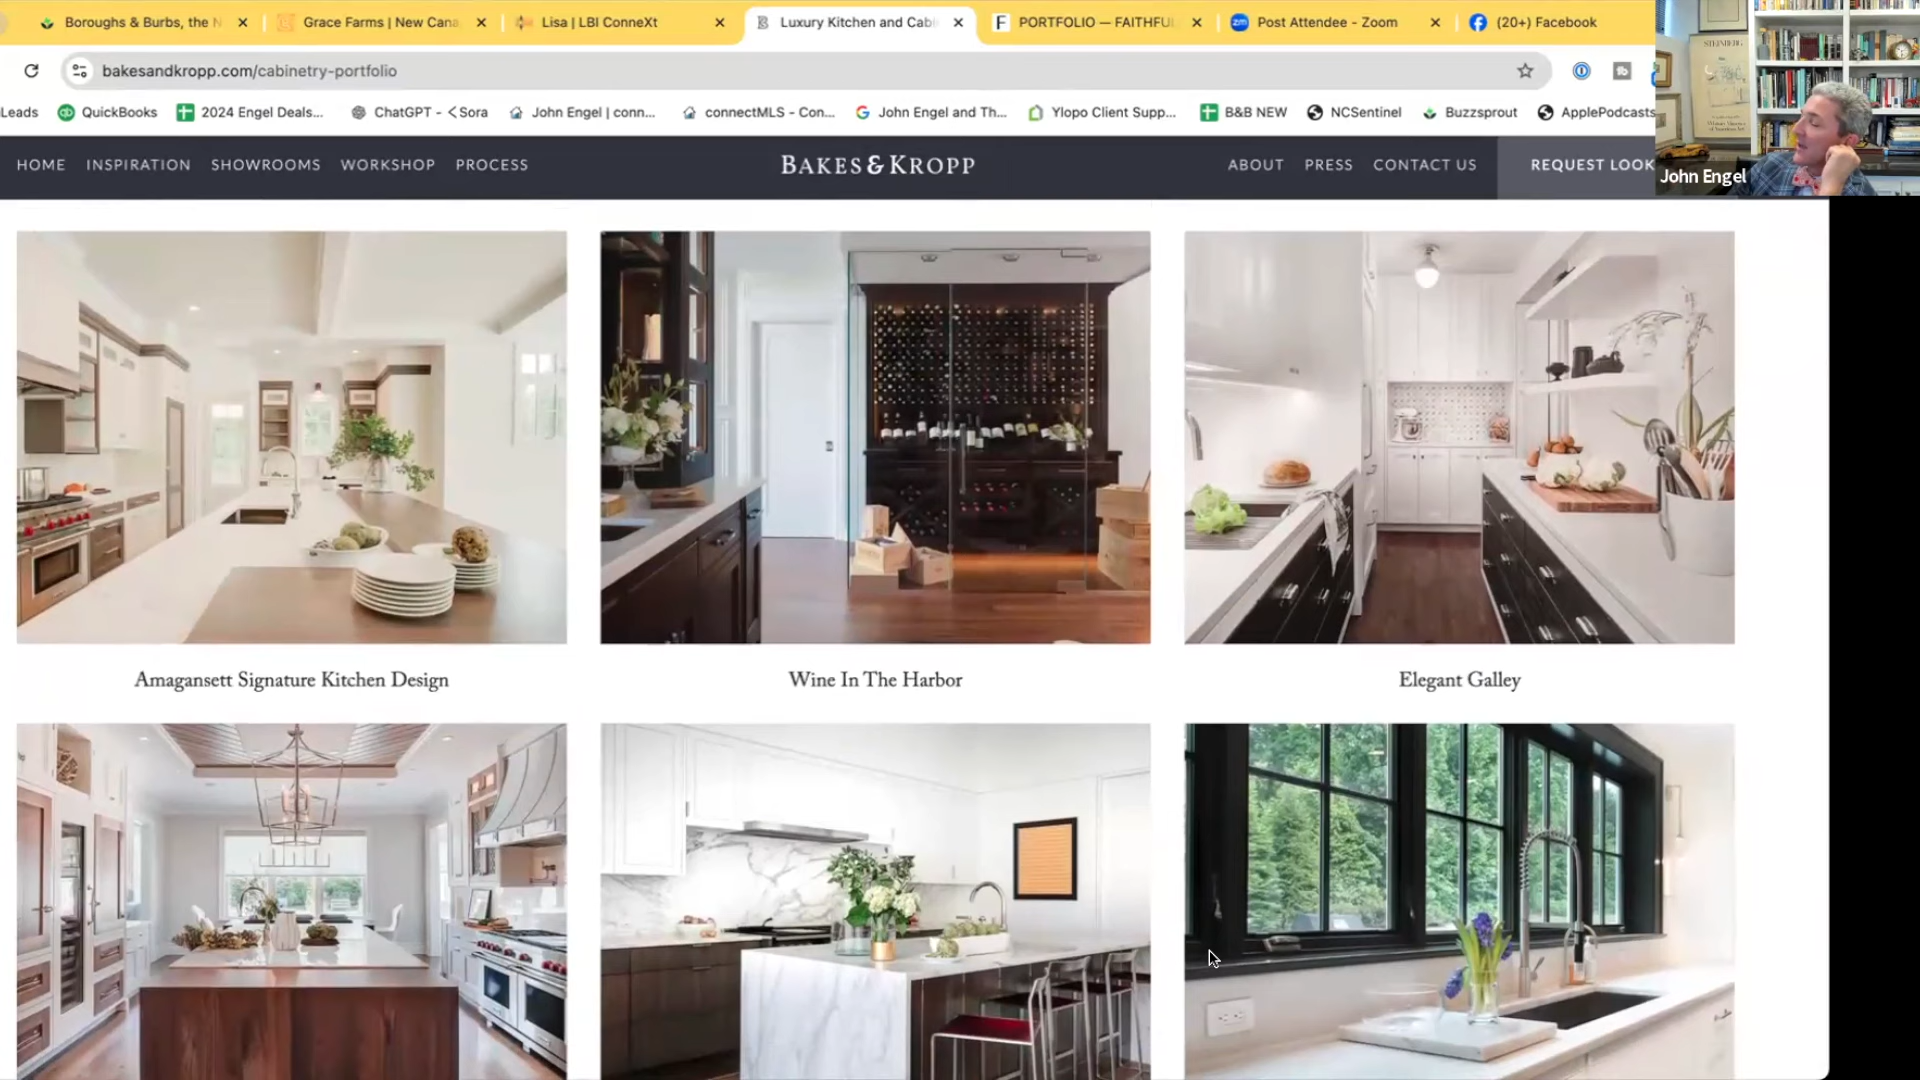 Boroughs & Burbs, the N
Grace Farms | New Cana
Lisa | LBI ConneXt
Luxury Kitchen and Cabi
PORTFOLIO — FAITHFU
Post Attendee - Zoom
(20+) Facebook
bakesandkropp.com/cabinetry-portfolio
Leads
QuickBooks
2024 Engel Deals...
ChatGPT - < Sora
John Engel | conn...
connectMLS - Con...
John Engel and Th...
Ylopo Client Supp...
B&B NEW
NCSentinel
Buzzsprout
ApplePodcasts
STEINBERG
John Engel
HOME
INSPIRATION
SHOWROOMS
WORKSHOP
PROCESS
BAKES & KROPP
ABOUT
PRESS
CONTACT US
REQUEST LOOK
Amagansett Signature Kitchen Design
Wine In The Harbor
Elegant Galley